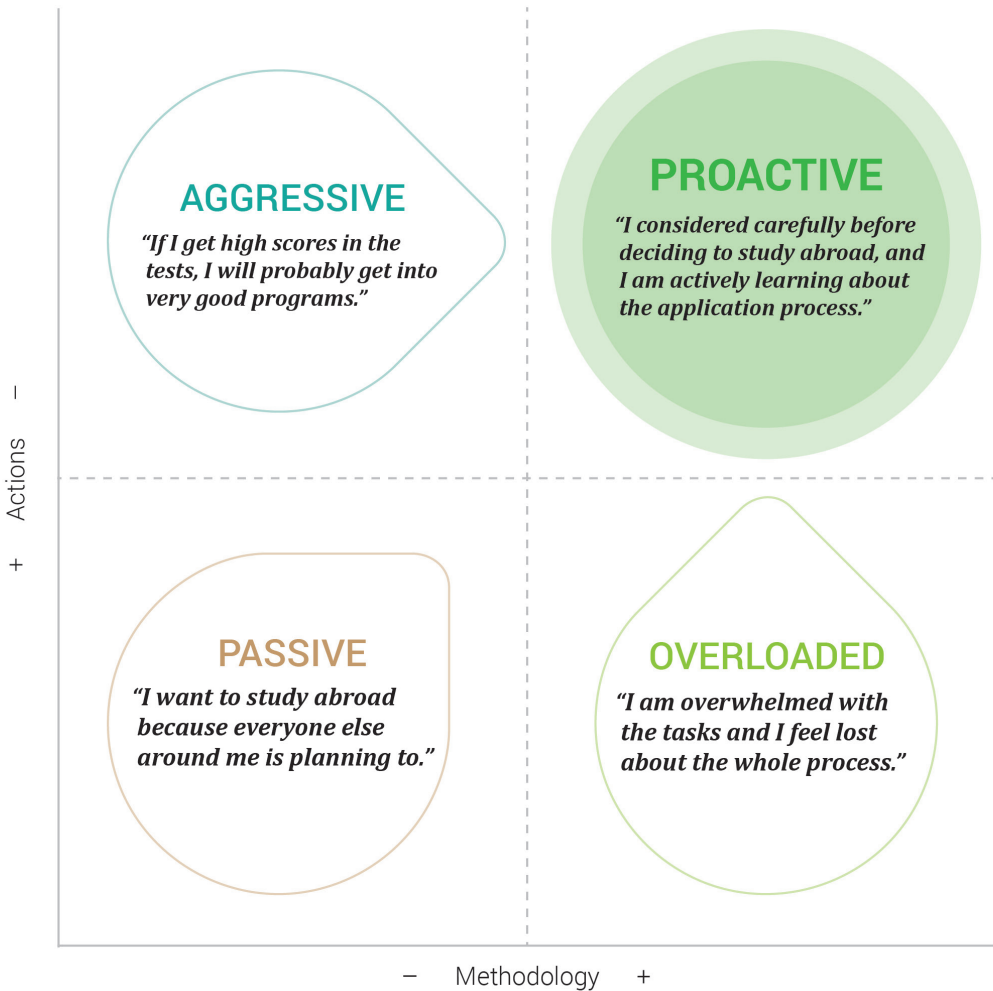 AGGRESSIVE
“If I get high scores in the
tests, I will probably get into
very good programs.”
PROACTIVE
“I considered carefully before
deciding to study abroad, and
I am actively learning about
the application process.”
+ Actions –
PASSIVE
“I want to study abroad
because everyone else
around me is planning to.”
OVERLOADED
“I am overwhelmed with
the tasks and I feel lost
about the whole process.”
– Methodology +